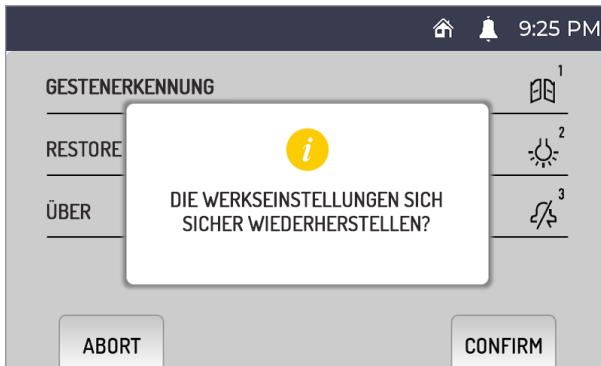 9:25 PM
GESTENERKENNUNG
1
RESTORE
2
ÜBER
3
i
DIE WERKSEINSTELLUNGEN SICH
SICHER WIEDERHERSTELLEN?
ABORT
CONFIRM